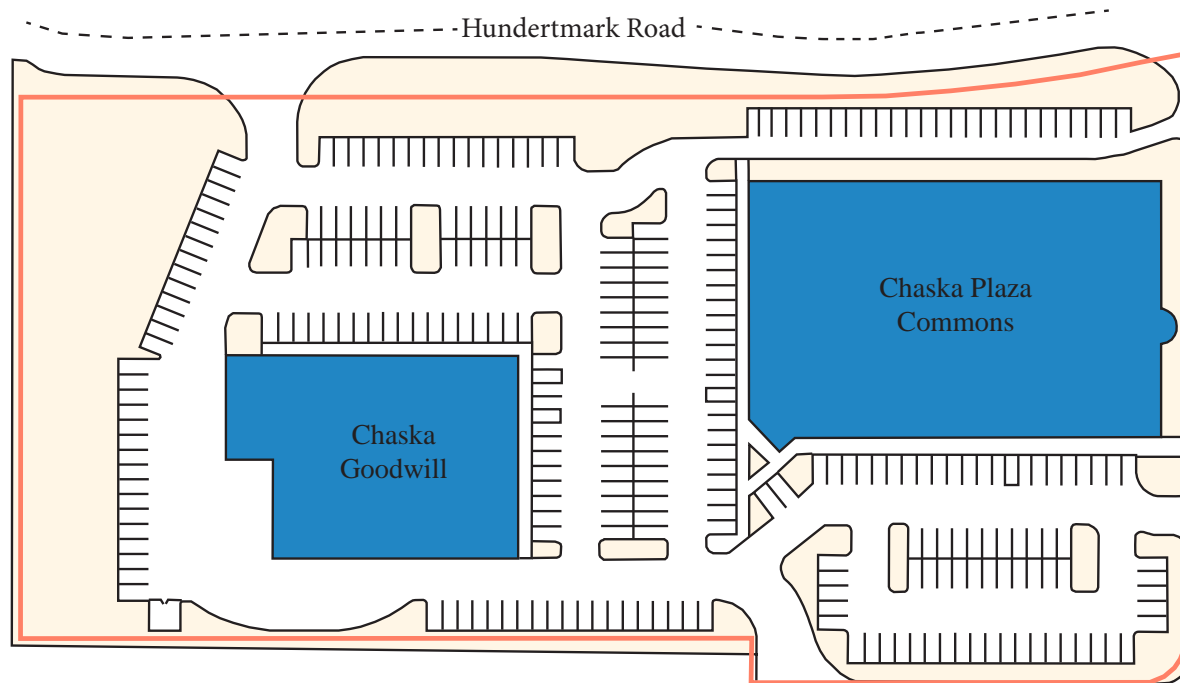 Hundertmark Road
Chaska Plaza
Commons
Chaska
Goodwill